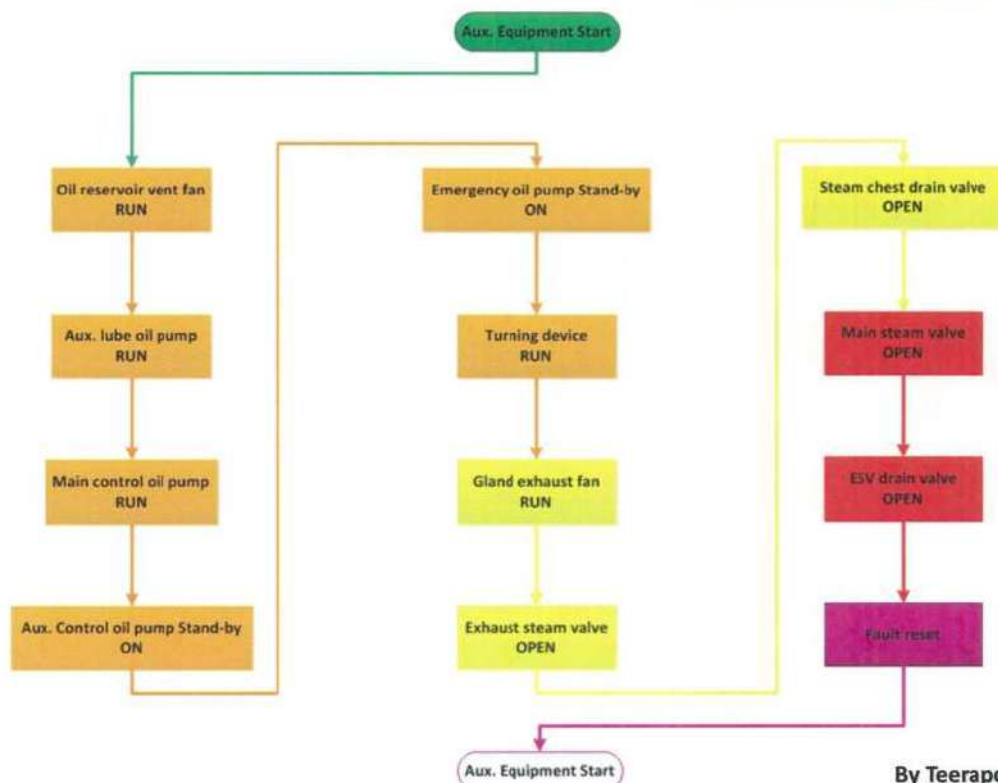 Aux. Equipment Start
Oil reservoir vent fan
RUN
Aux. lube oil pump
RUN
Main control oil pump
RUN
Aux. Control oil pump Stand-by
ON
Emergency oil pump Stand-by
ON
Turning device
RUN
Gland exhaust fan
RUN
Exhaust steam valve
OPEN
Steam chest drain valve
OPEN
Main steam valve
OPEN
ESV drain valve
OPEN
Fault reset
Aux. Equipment Start